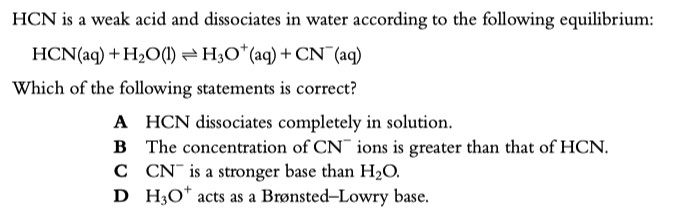 HCN is a weak acid and dissociates in water according to the following equilibrium:
HCN(aq) + H₂O(l) ⇌ H₃O⁺(aq) + CN⁻(aq)
Which of the following statements is correct?
A HCN dissociates completely in solution.
B The concentration of CN⁻ ions is greater than that of HCN.
C CN⁻ is a stronger base than H₂O.
D H₃O⁺ acts as a Brønsted–Lowry base.